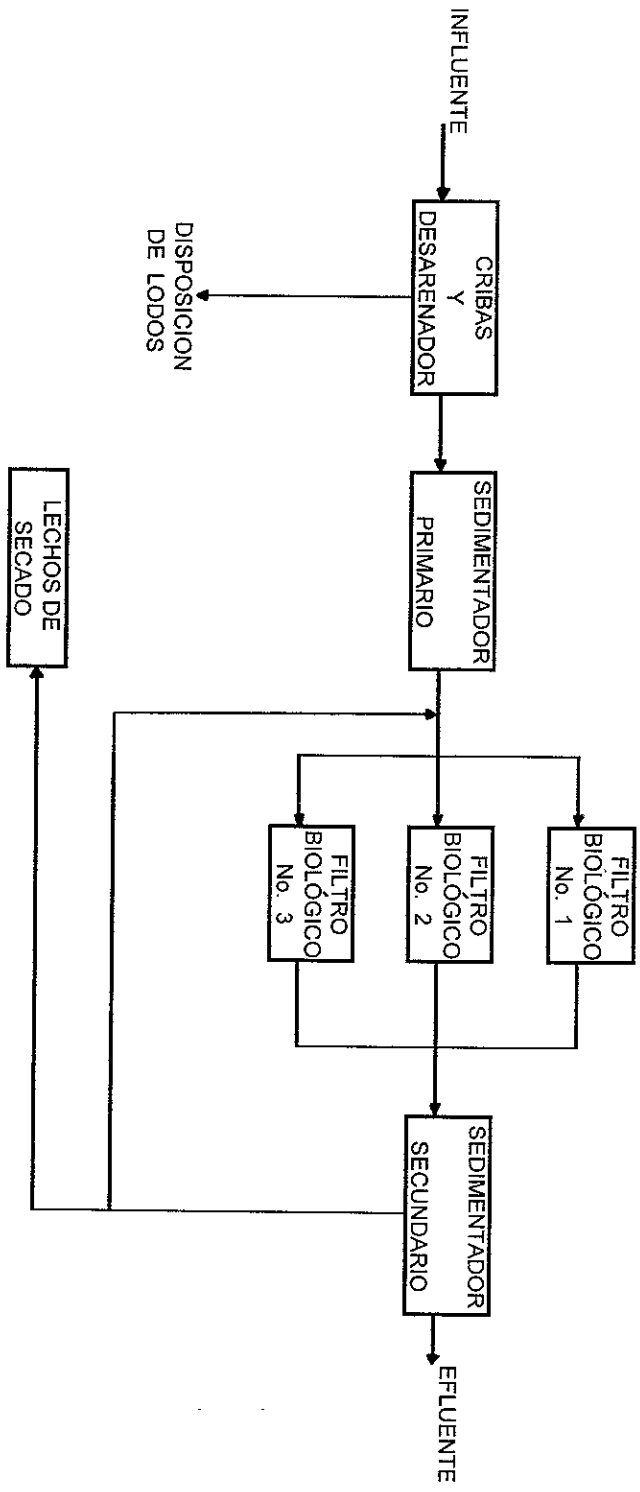 INFLUENTE
CRIBAS
Y
DESARENADOR
DISPOSICION
DE LODOS
SEDIMENTADOR
PRIMARIO
FILTRO
BIOLÓGICO
No. 1
FILTRO
BIOLÓGICO
No. 2
FILTRO
BIOLÓGICO
No. 3
SEDIMENTADOR
SECUNDARIO
EFLUENTE
LECHOS DE
SECADO